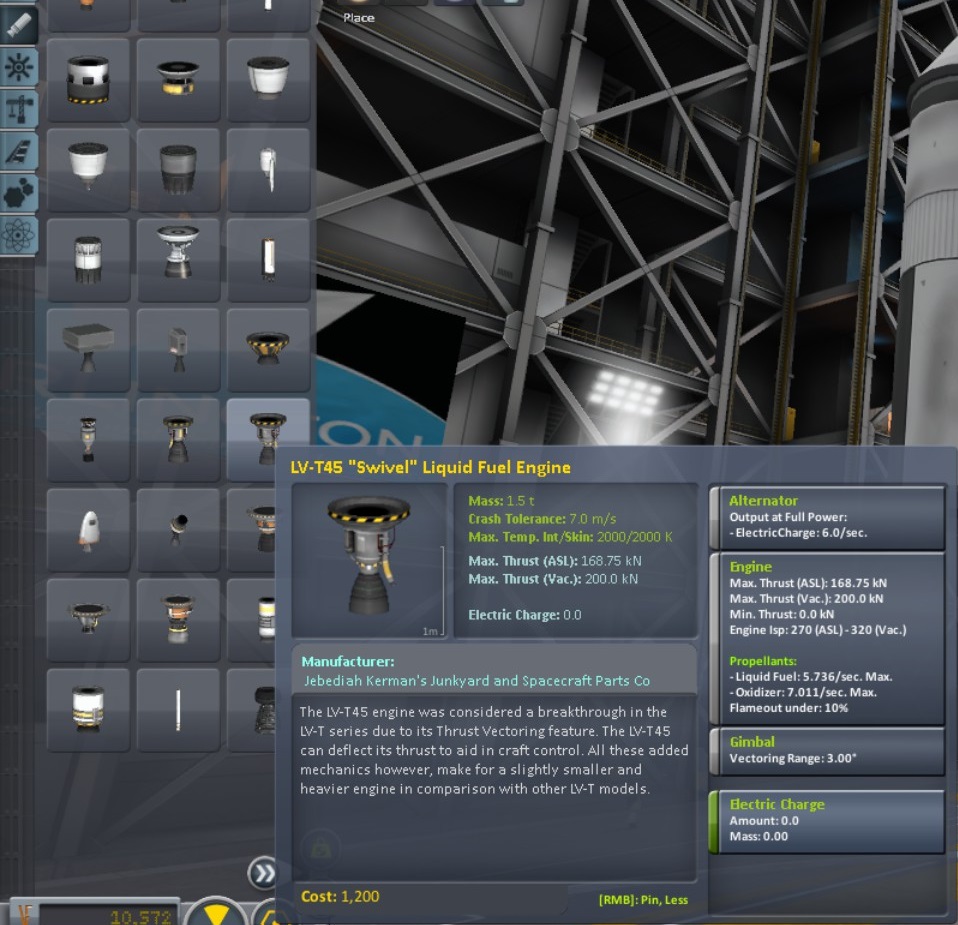 Place
ON
LV-T45 "Swivel" Liquid Fuel Engine
Mass: 1.5 t
Crash Tolerance: 7.0 m/s
Max. Temp. Int/Skin: 2000/2000 K
Max. Thrust (ASL): 168.75 kN
Max. Thrust (Vac.): 200.0 kN
Electric Charge: 0.0
1m
Manufacturer:
Jebediah Kerman's Junkyard and Spacecraft Parts Co
The LV-T45 engine was considered a breakthrough in the
LV-T series due to its Thrust Vectoring feature. The LV-T45
can deflect its thrust to aid in craft control. All these added
mechanics however, make for a slightly smaller and
heavier engine in comparison with other LV-T models.
Cost: 1,200
[RMB]: Pin, Less
Alternator
Output at Full Power:
- ElectricCharge: 6.0/sec.
Engine
Max. Thrust (ASL): 168.75 kN
Max. Thrust (Vac.): 200.0 kN
Min. Thrust: 0.0 kN
Engine Isp: 270 (ASL) - 320 (Vac.)
Propellants:
- Liquid Fuel: 5.736/sec. Max.
- Oxidizer: 7.011/sec. Max.
Flameout under: 10%
Gimbal
Vectoring Range: 3.00°
Electric Charge
Amount: 0.0
Mass: 0.00
10,572